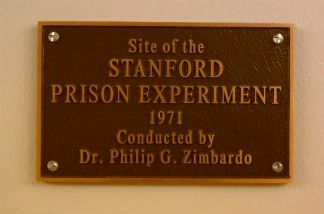 Site of the
STANFORD
PRISON EXPERIMENT
1971
Conducted by
Dr. Philip G. Zimbardo